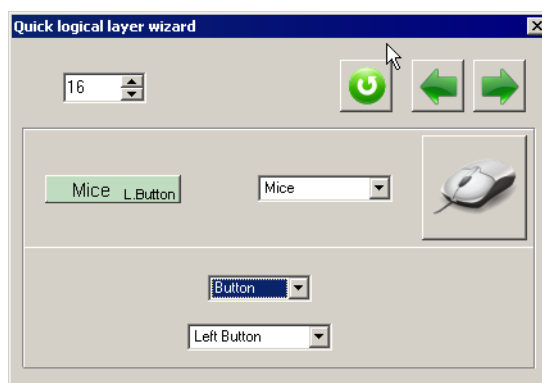 Quick logical layer wizard
16
Mice L.Button
Mice
Button
Left Button